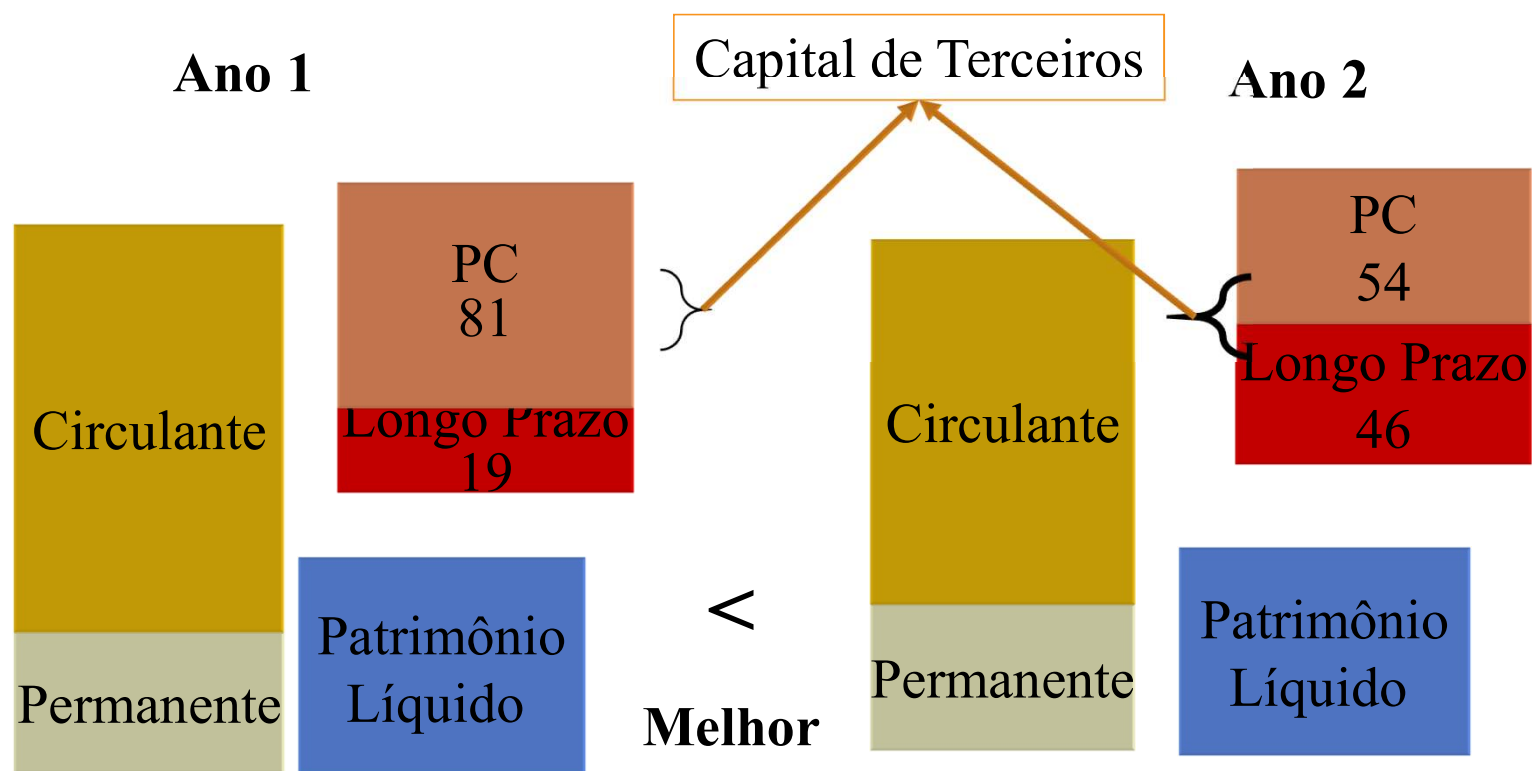 Capital de Terceiros
Ano 1
Ano 2
PC
81
Longo Prazo
19
Circulante
Permanente
Patrimônio
Líquido
<
Melhor
PC
54
Longo Prazo
46
Circulante
Permanente
Patrimônio
Líquido